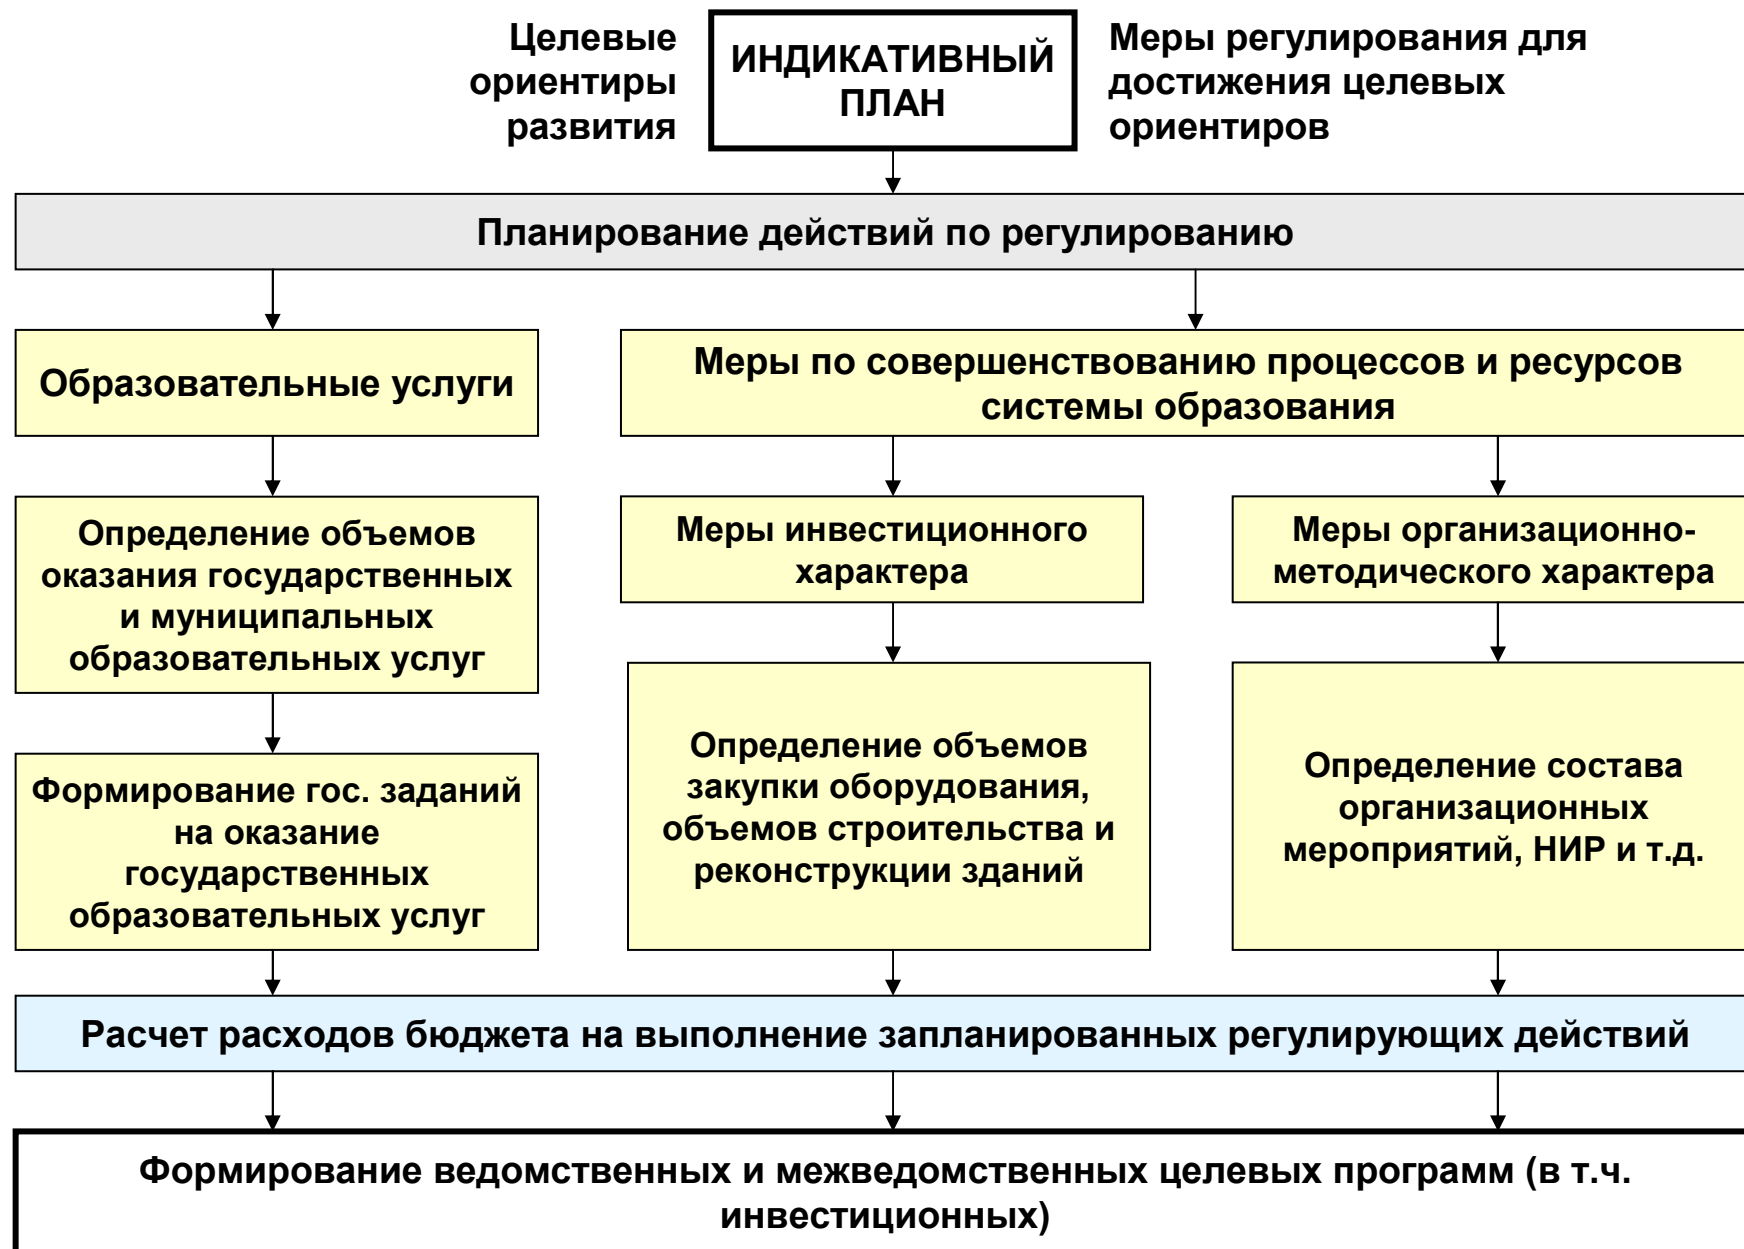 Целевые
ориентиры
развития
ИНДИКАТИВНЫЙ
ПЛАН
Меры регулирования для
достижения целевых
ориентиров
Планирование действий по регулированию
Образовательные услуги
Меры по совершенствованию процессов и ресурсов
системы образования
Определение объемов
оказания государственных
и муниципальных
образовательных услуг
Меры инвестиционного
характера
Меры организационно-
методического характера
Формирование гос. заданий
на оказание
государственных
образовательных услуг
Определение объемов
закупки оборудования,
объемов строительства и
реконструкции зданий
Определение состава
организационных
мероприятий, НИР и т.д.
Расчет расходов бюджета на выполнение запланированных регулирующих действий
Формирование ведомственных и межведомственных целевых программ (в т.ч.
инвестиционных)